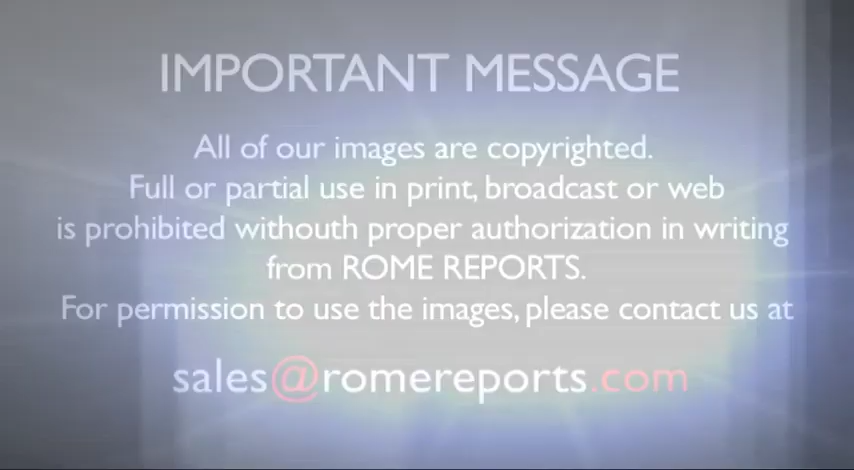 IMPORTANT MESSAGE
All of our images are copyrighted.
Full or partial use in print, broadcast or web
is prohibited withouth proper authorization in writing
from ROME REPORTS.
For permission to use the images, please contact us at
sales@romereports.com